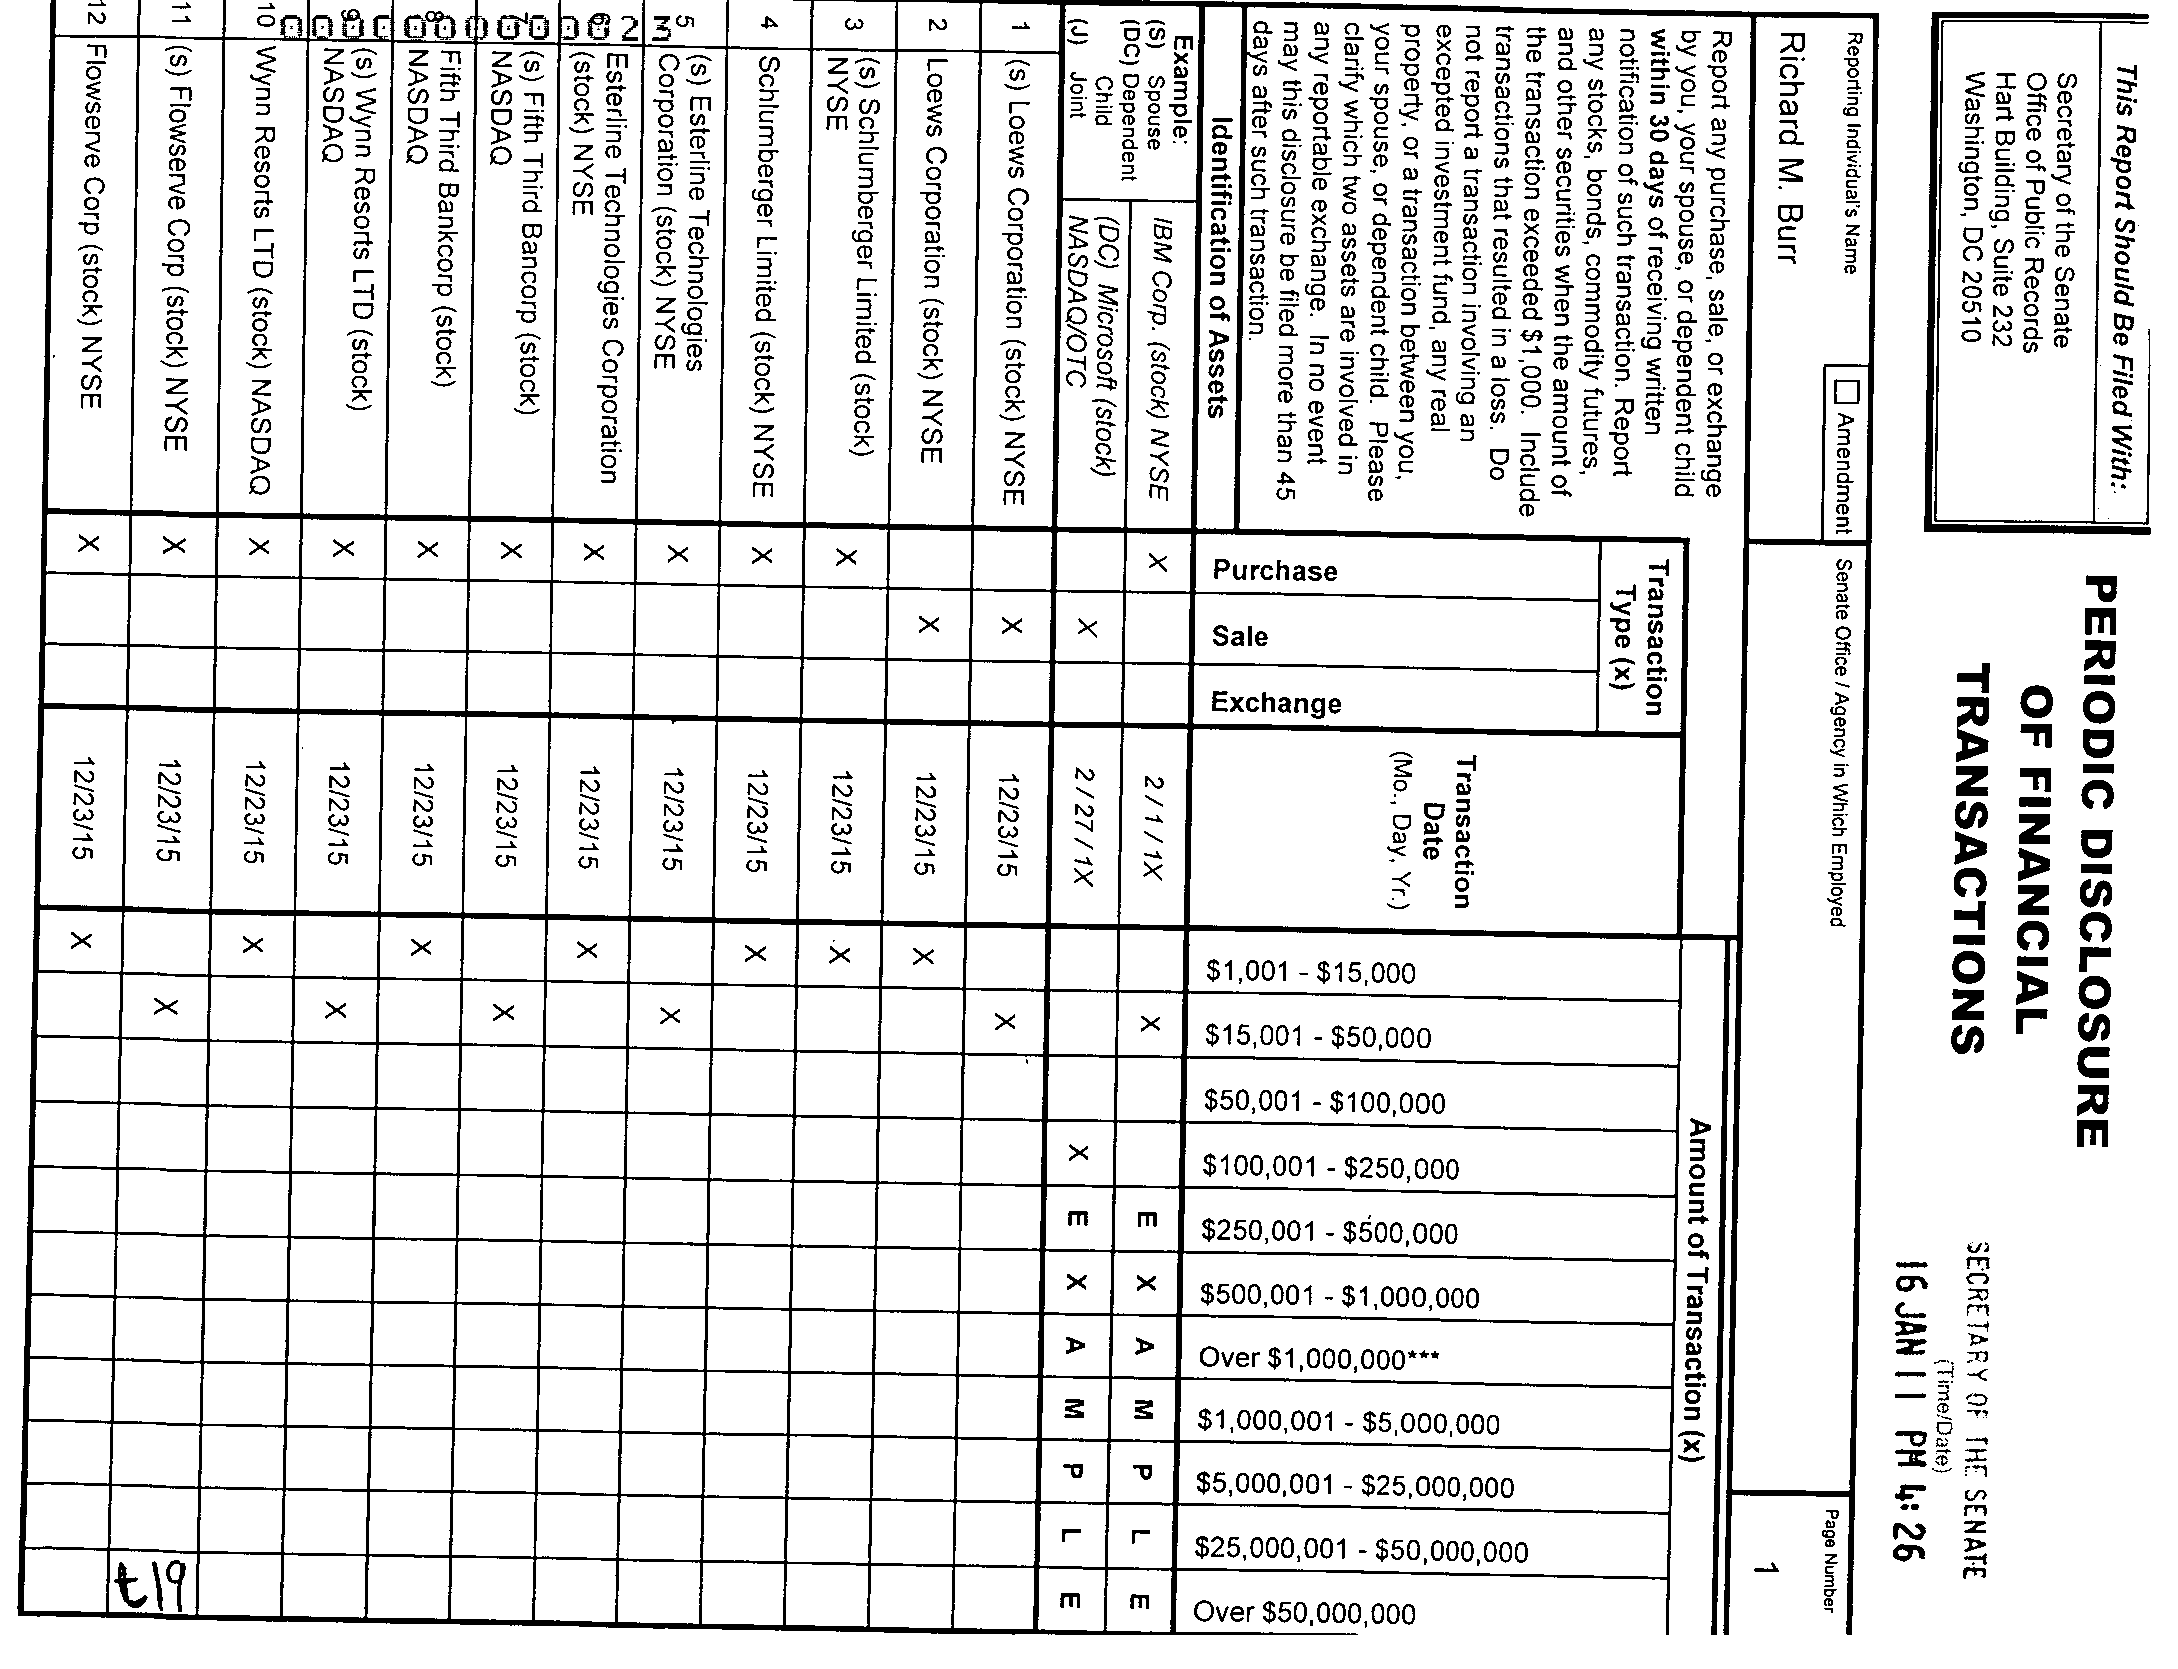 This Report Should Be Filed With:
Secretary of the Senate
Office of Public Records
Hart Building, Suite 232
Washington, DC 20510
PERIODIC DISCLOSURE
OF FINANCIAL
TRANSACTIONS
SECRETARY OF THE SENATE
(Time/Date)
16 JAN 11 PM 4:26
Reporting Individual's Name
Richard M. Burr
Amendment
Senate Office / Agency in Which Employed
Page Number
1
Report any purchase, sale, or exchange
by you, your spouse, or dependent child
within 30 days of receiving written
notification of such transaction. Report
any stocks, bonds, commodity futures,
and other securities when the amount of
the transaction exceeded $1,000. Include
transactions that resulted in a loss. Do
not report a transaction involving an
excepted investment fund, any real
property, or a transaction between you,
your spouse, or dependent child. Please
clarify which two assets are involved in
any reportable exchange. In no event
may this disclosure be filed more than 45
days after such transaction.
Identification of Assets
Transaction
Type (x)
Purchase
Sale
Exchange
Transaction
Date
(Mo., Day, Yr.)
Amount of Transaction (x)
$1,001 - $15,000
$15,001 - $50,000
$50,001 - $100,000
$100,001 - $250,000
$250,001 - $500,000
$500,001 - $1,000,000
Over $1,000,000***
$1,000,001 - $5,000,000
$5,000,001 - $25,000,000
$25,000,001 - $50,000,000
Over $50,000,000
Example:
(S) Spouse
(DC) Dependent
Child
(J) Joint
IBM Corp. (stock) NYSE X 2 / 1 / 1X X E X A M P L E
(DC) Microsoft (stock)
NASDAQ/OTC X 2 / 27 / 1X X E X A M P L E
1 (s) Loews Corporation (stock) NYSE X 12/23/15 X
2 Loews Corporation (stock) NYSE X 12/23/15 X
3 (s) Schlumberger Limited (stock)
NYSE X 12/23/15 X
4 Schlumberger Limited (stock) NYSE X 12/23/15 X
5 (s) Esterline Technologies
Corporation (stock) NYSE X 12/23/15 X
6 Esterline Technologies Corporation
(stock) NYSE X 12/23/15 X
7 (s) Fifth Third Bancorp (stock)
NASDAQ X 12/23/15 X
8 Fifth Third Bankcorp (stock)
NASDAQ X 12/23/15 X
9 (s) Wynn Resorts LTD (stock)
NASDAQ X 12/23/15 X
10 Wynn Resorts LTD (stock) NASDAQ X 12/23/15 X
11 (s) Flowserve Corp (stock) NYSE X 12/23/15 X
12 Flowserve Corp (stock) NYSE X 12/23/15 X